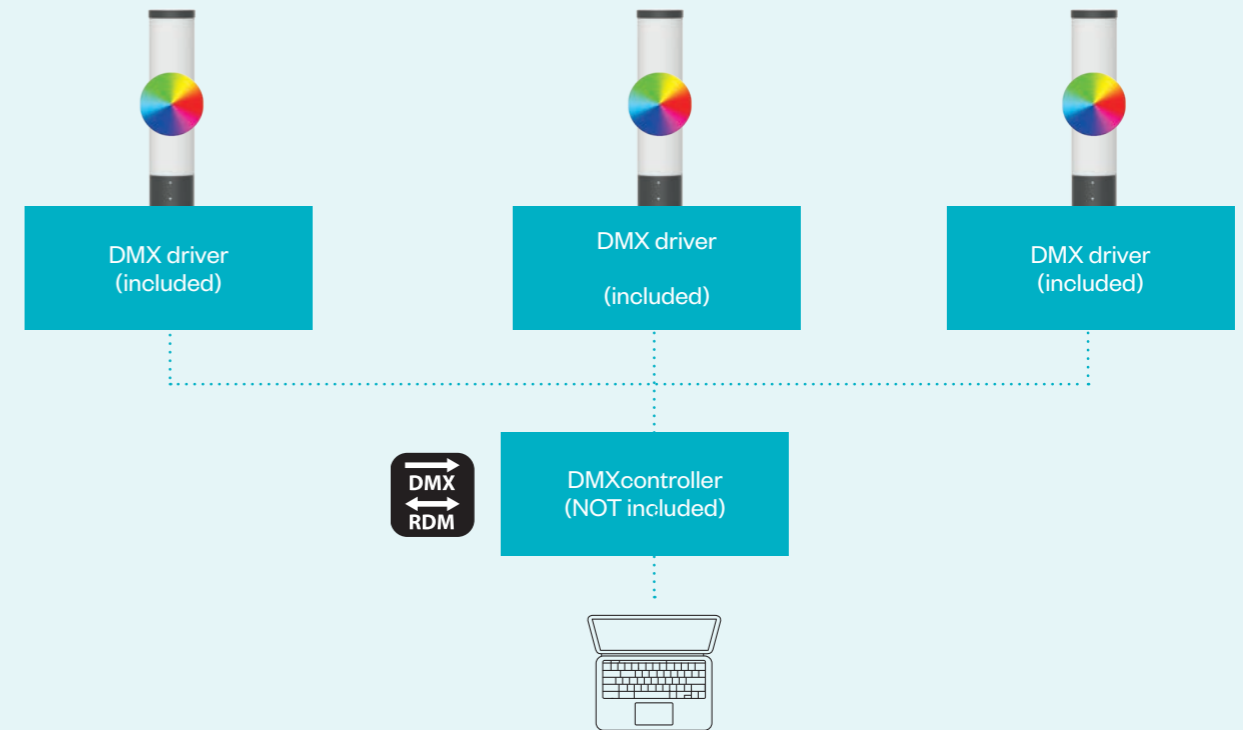 DMX driver
(included)
DMX driver
(included)
DMX driver
(included)
DMX
RDM
DMXcontroller
(NOT included)